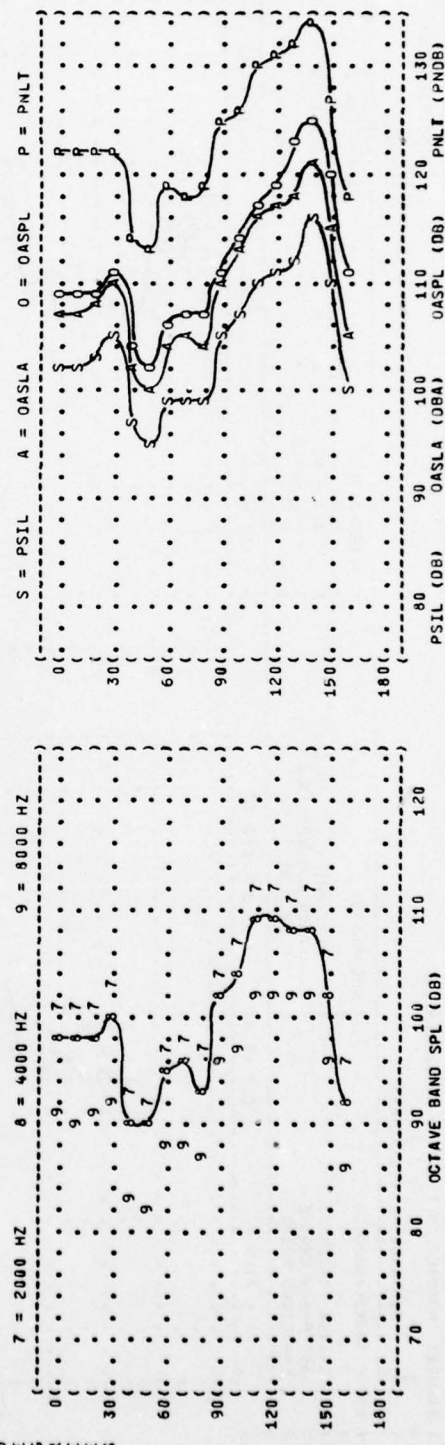 7 = 2000 HZ 8 = 4000 HZ 9 = 8000 HZ
0
30
60
90
120
150
180
70 80 90 100 110 120
OCTAVE BAND SPL (DB)
S = PSIL A = OASLA O = OASPL P = PNLT
0
30
60
90
120
150
180
80 90 100 110 120 130
PSIL (DB) OASLA (DBA) OASPL (DB) PNLT (PNDB)